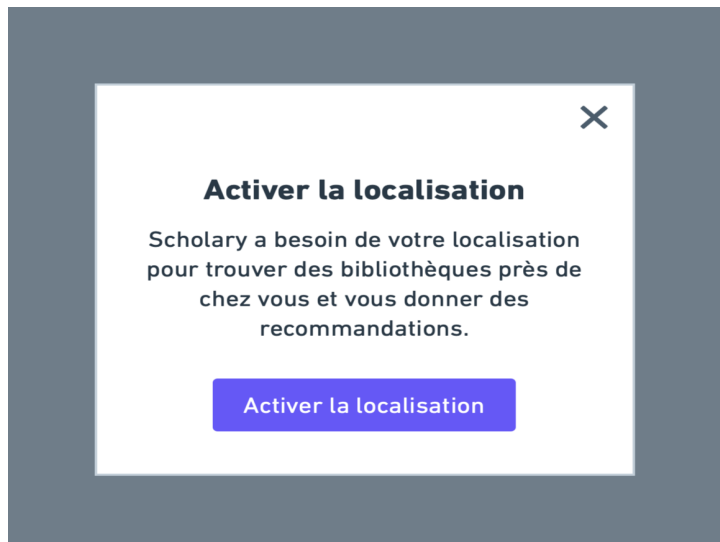 Activer la localisation
Scholary a besoin de votre localisation
pour trouver des bibliothèques près de
chez vous et vous donner des
recommandations.
Activer la localisation